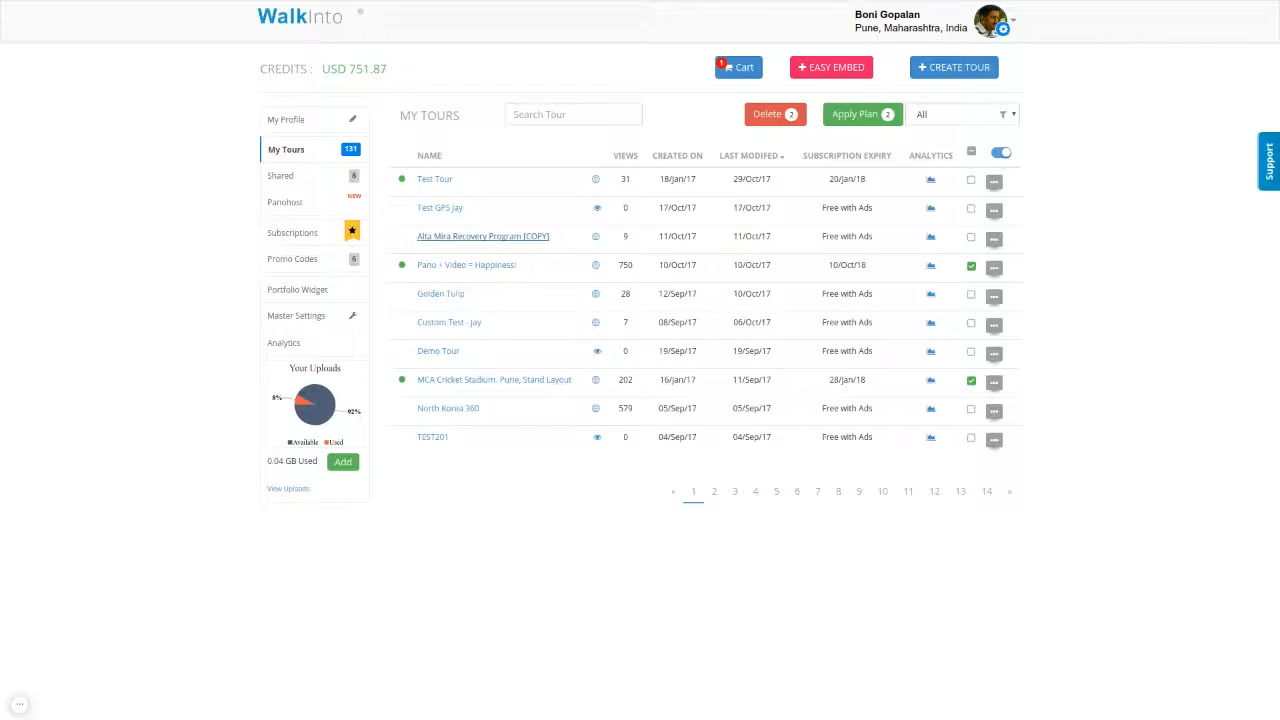 WalkInto
Boni Gopalan
Pune, Maharashtra, India
CREDITS : USD 751.87
1 Cart
EASY EMBED
CREATE TOUR
My Profile
My Tours 131
Shared 8
Panohost NEW
Subscriptions
Promo Codes 6
Portfolio Widget
Master Settings
Analytics
Your Uploads
8%
92%
Available Used
0.04 GB Used Add
View Uploads
MY TOURS Search Tour Delete 2 Apply Plan 2 All
NAME VIEWS CREATED ON LAST MODIFED SUBSCRIPTION EXPIRY ANALYTICS
Test Tour 31 18/Jan/17 29/Oct/17 20/Jan/18
Test GPS Jay 0 17/Oct/17 17/Oct/17 Free with Ads
Alta Mira Recovery Program [COPY] 9 11/Oct/17 11/Oct/17 Free with Ads
Pano + Video = Happiness! 750 10/Oct/17 10/Oct/17 10/Oct/18
Golden Tulip 28 12/Sep/17 10/Oct/17 Free with Ads
Custom Test - Jay 7 08/Sep/17 06/Oct/17 Free with Ads
Demo Tour 0 19/Sep/17 19/Sep/17 Free with Ads
MCA Cricket Stadium. Pune, Stand Layout 202 16/Jan/17 11/Sep/17 28/Jan/18
North Korea 360 579 05/Sep/17 05/Sep/17 Free with Ads
TEST201 0 04/Sep/17 04/Sep/17 Free with Ads
« 1 2 3 4 5 6 7 8 9 10 11 12 13 14 »
Support